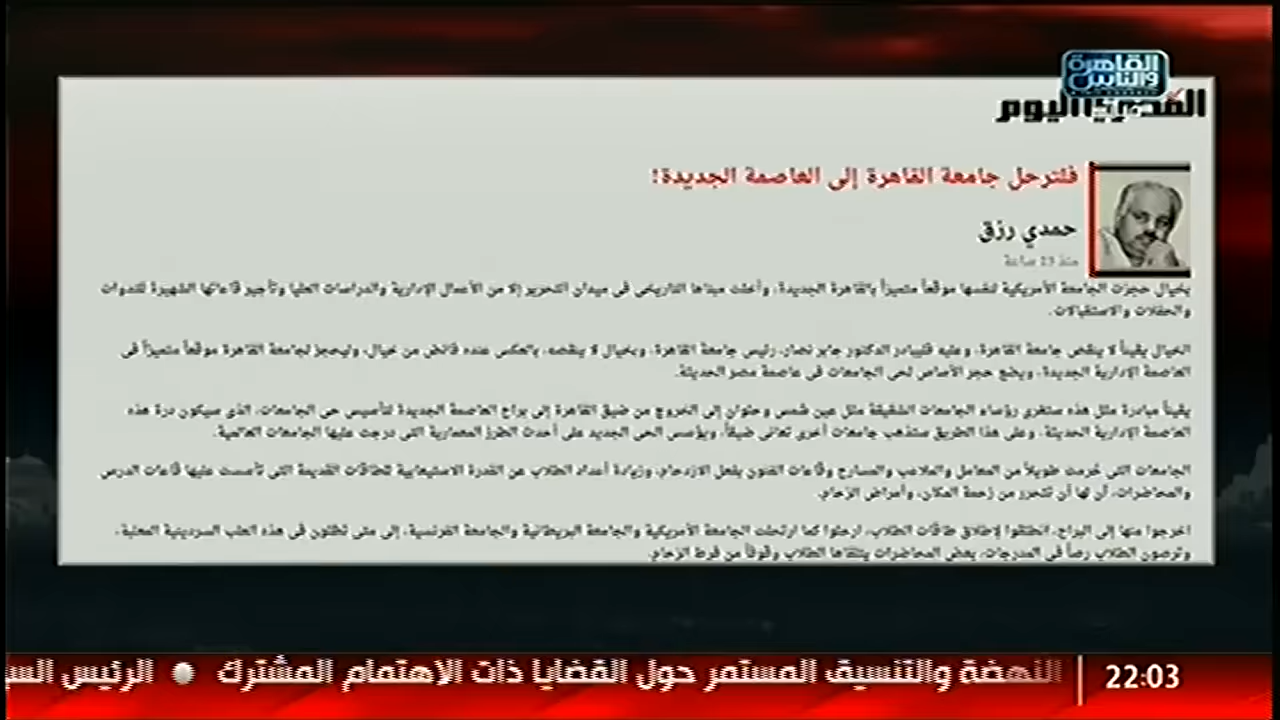 القاهرة
والناس
المصري اليوم
فلترحل جامعة القاهرة إلى العاصمة الجديدة!
حمدي رزق
منذ 19 ساعة
بخيال حجزت الجامعة الأمريكية لنفسها موقعاً متميزاً بالقاهرة الجديدة، وأخلت مبناها التاريخى فى ميدان التحرير إلا من الأعمال الإدارية والدراسات العليا وتأجير قاعاتها الشهيرة للندوات
والحفلات والاستقبالات.
الخيال يقيناً لا ينقص جامعة القاهرة، وعليه فليبادر الدكتور جابر نصار، رئيس جامعة القاهرة، وبخيال لا ينقصه، بالعكس عنده فائض من خيال، وليحجز لجامعة القاهرة موقعاً متميزاً فى
العاصمة الإدارية الجديدة، ويضع حجر الأساس لحى الجامعات فى عاصمة مصر الحديثة.
يقيناً مبادرة مثل هذه ستغرى رؤساء الجامعات الشقيقة مثل عين شمس وحلوان إلى الخروج من ضيق القاهرة إلى براح العاصمة الجديدة لتأسيس حى الجامعات، الذى سيكون درة هذه
العاصمة الإدارية الحديثة، وعلى هذا الطريق ستذهب جامعات أخرى تعانى ضيقاً، ويؤسس الحى الجديد على أحدث الطرز المعمارية التى درجت عليها الجامعات العالمية.
الجامعات التى حُرمت طويلاً من المعامل والملاعب والمسارح وقاعات الفنون بفعل الازدحام، وزيادة أعداد الطلاب عن القدرة الاستيعابية للطاقات القديمة التى تأسست عليها قاعات الدرس
والمحاضرات، آن لها أن تتحرر من زحمة المكان، وأمراض الزحام.
اخرجوا منها إلى البراح، انطلقوا لإطلاق طاقات الطلاب، ارحلوا كما ارتحلت الجامعة الأمريكية والجامعة البريطانية والجامعة الفرنسية، إلى متى تظلون فى هذه العلب السردينية المعلبة،
وترصون الطلاب رصاً فى المدرجات، بعض المحاضرات يتلقاها الطلاب وقوفاً من فرط الزحام.
النهضة والتنسيق المستمر حول القضايا ذات الاهتمام المشترك ● الرئيس
22:03